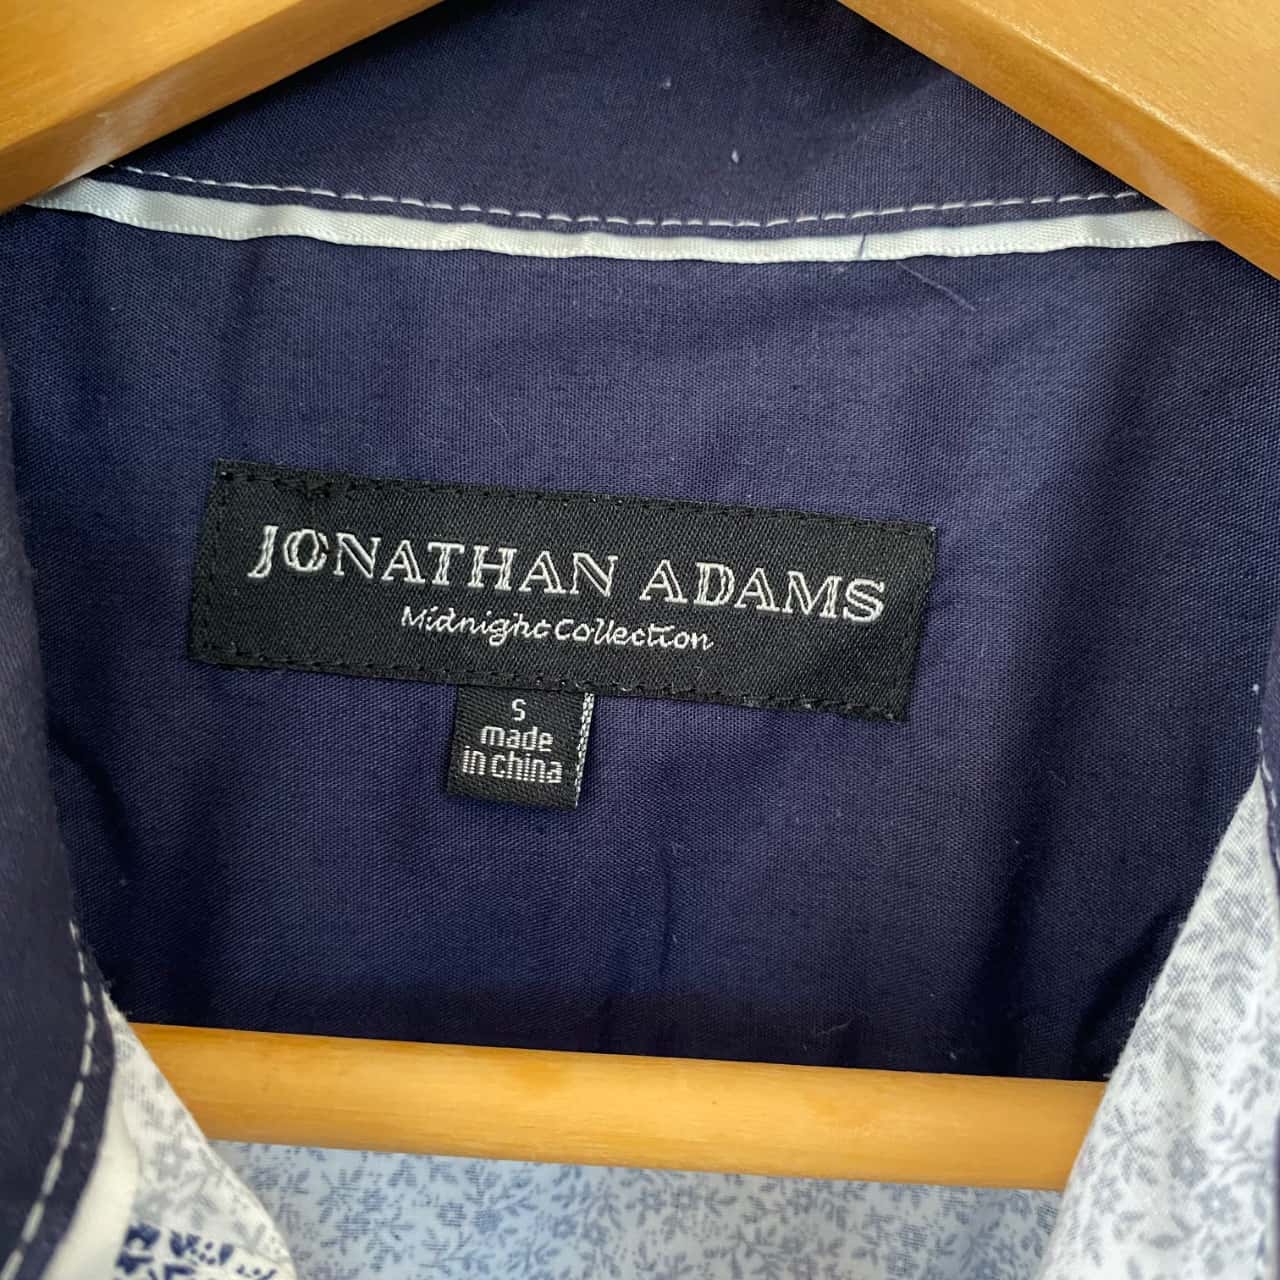 JONATHAN ADAMS
Midnight Collection
S
made
in china